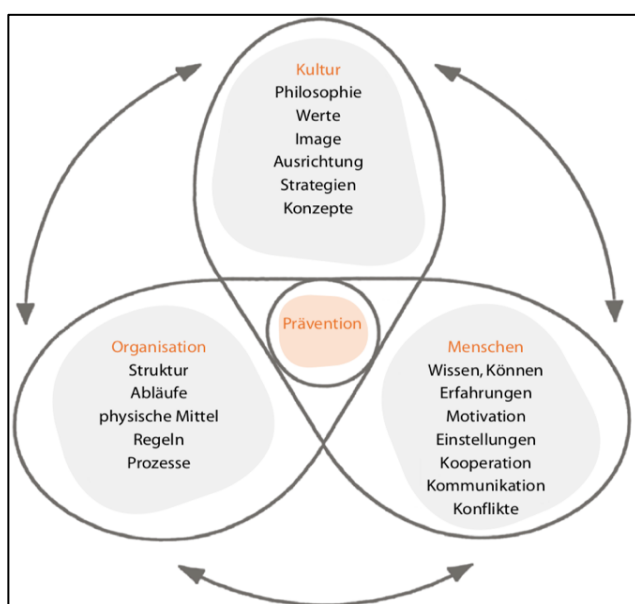 Kultur
Philosophie
Werte
Image
Ausrichtung
Strategien
Konzepte
Prävention
Organisation
Struktur
Abläufe
physische Mittel
Regeln
Prozesse
Menschen
Wissen, Können
Erfahrungen
Motivation
Einstellungen
Kooperation
Kommunikation
Konflikte